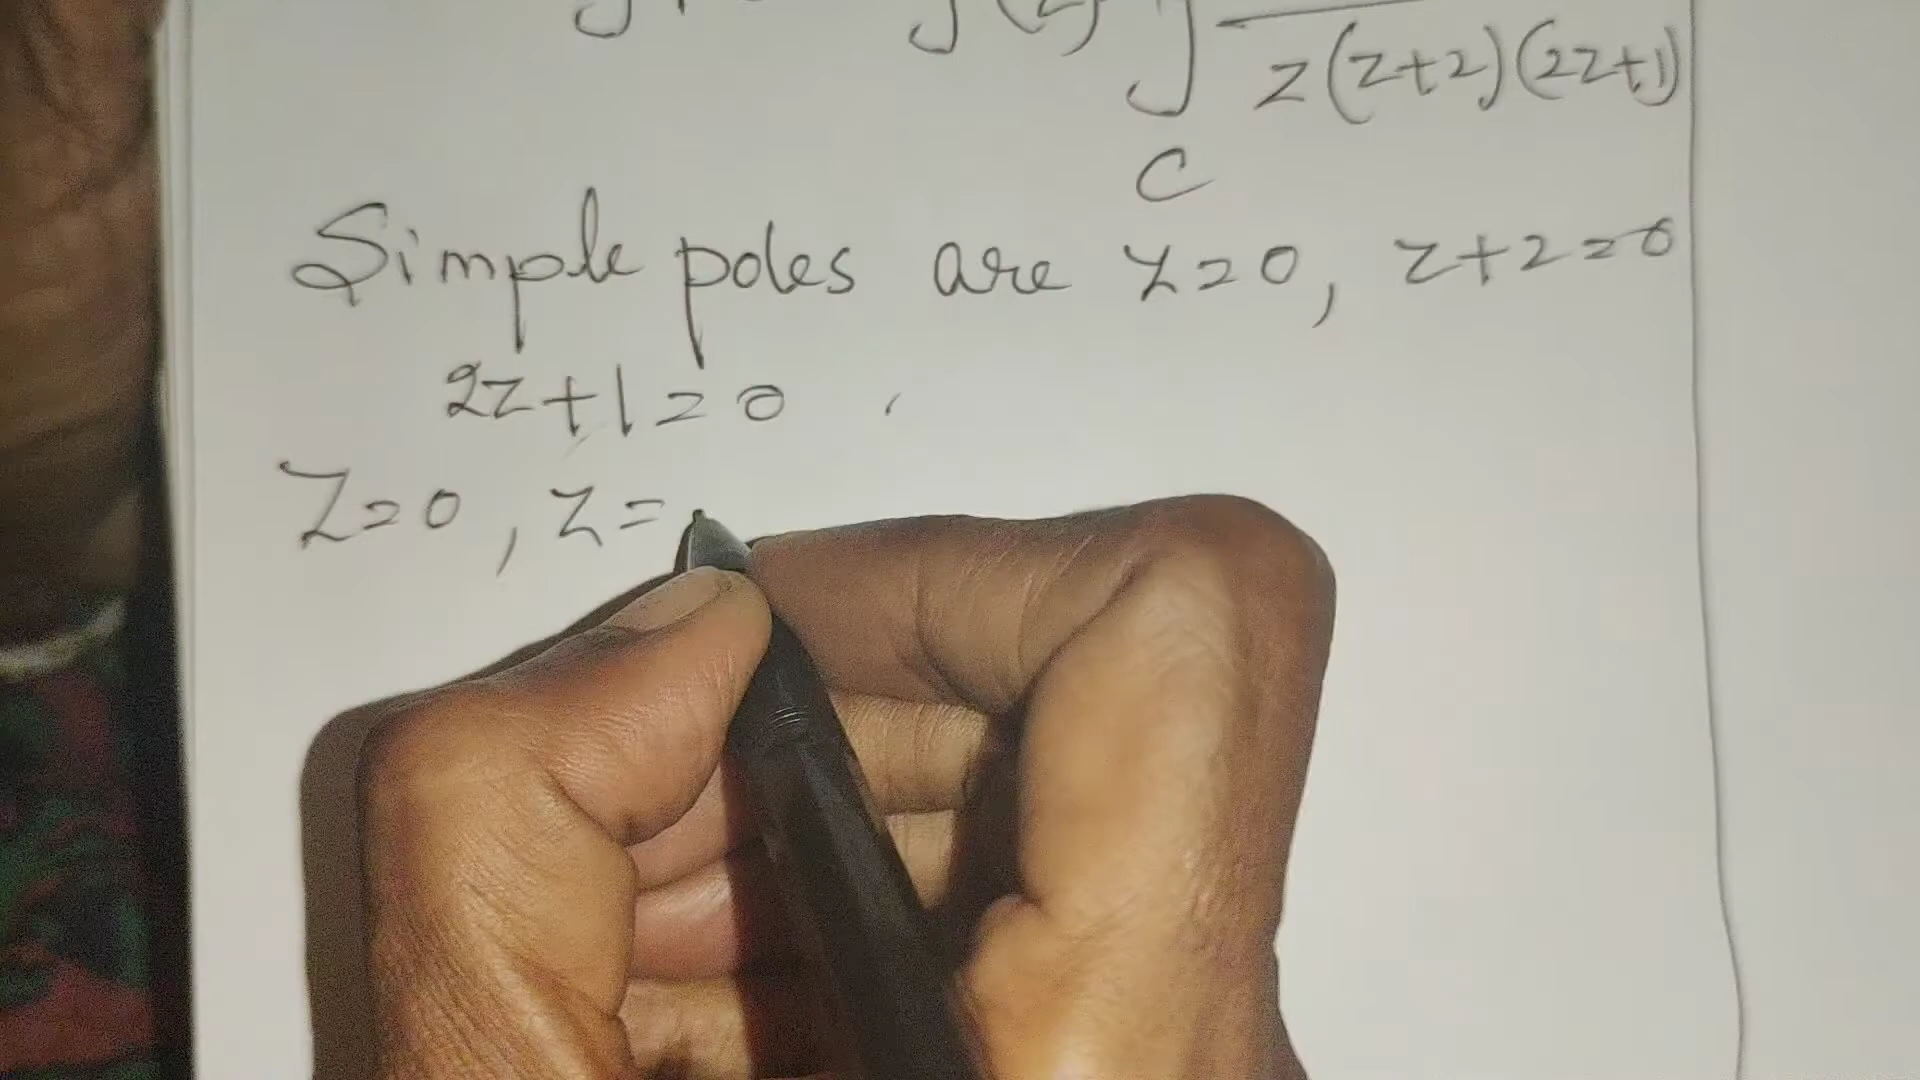 z(z+2)(2z+1)
C
Simple poles are z=0, z+2=0
2z+1=0 ,
z=0, z=